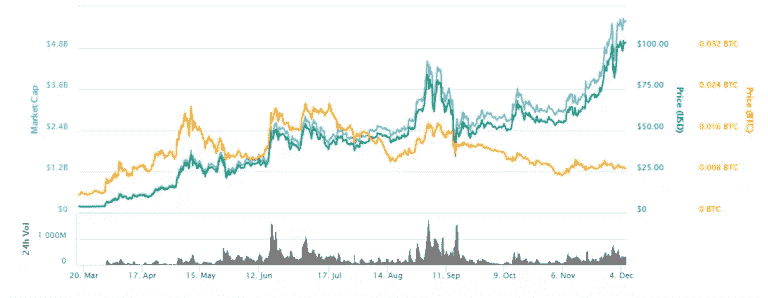 $4.8B
$3.6B
$2.4B
$1.2B
$0
Market Cap
$100.00
$75.00
$50.00
$25.00
$0
Price (USD)
0.032 BTC
0.024 BTC
0.016 BTC
0.008 BTC
0 BTC
Price (BTC)
24h Vol
1 000M
0
20. Mar 17. Apr 15. May 12. Jun 17. Jul 14. Aug 11. Sep 9. Oct 6. Nov 4. Dec